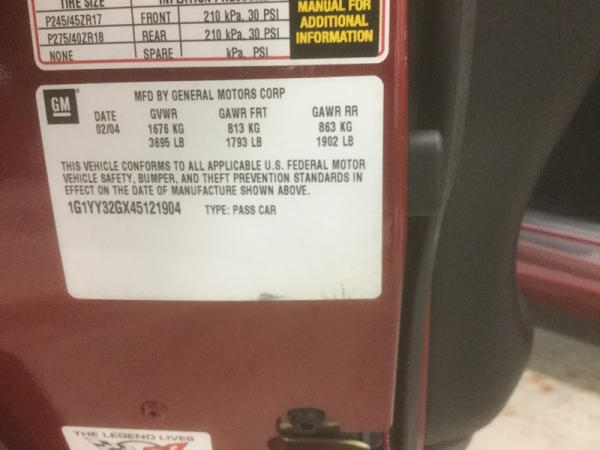 TIRE SIZE
P245/45ZR17 FRONT 210 kPa, 30 PSI
P275/40ZR18 REAR 210 kPa, 30 PSI
NONE SPARE kPa, PSI
MANUAL FOR
ADDITIONAL
INFORMATION
GM
MFD BY GENERAL MOTORS CORP
DATE GVWR GAWR FRT GAWR RR
02/04 1676 KG 813 KG 863 KG
3695 LB 1793 LB 1902 LB
THIS VEHICLE CONFORMS TO ALL APPLICABLE U.S. FEDERAL MOTOR
VEHICLE SAFETY, BUMPER, AND THEFT PREVENTION STANDARDS IN
EFFECT ON THE DATE OF MANUFACTURE SHOWN ABOVE.
1G1YY32GX45121904 TYPE: PASS CAR
THE LEGEND LIVES